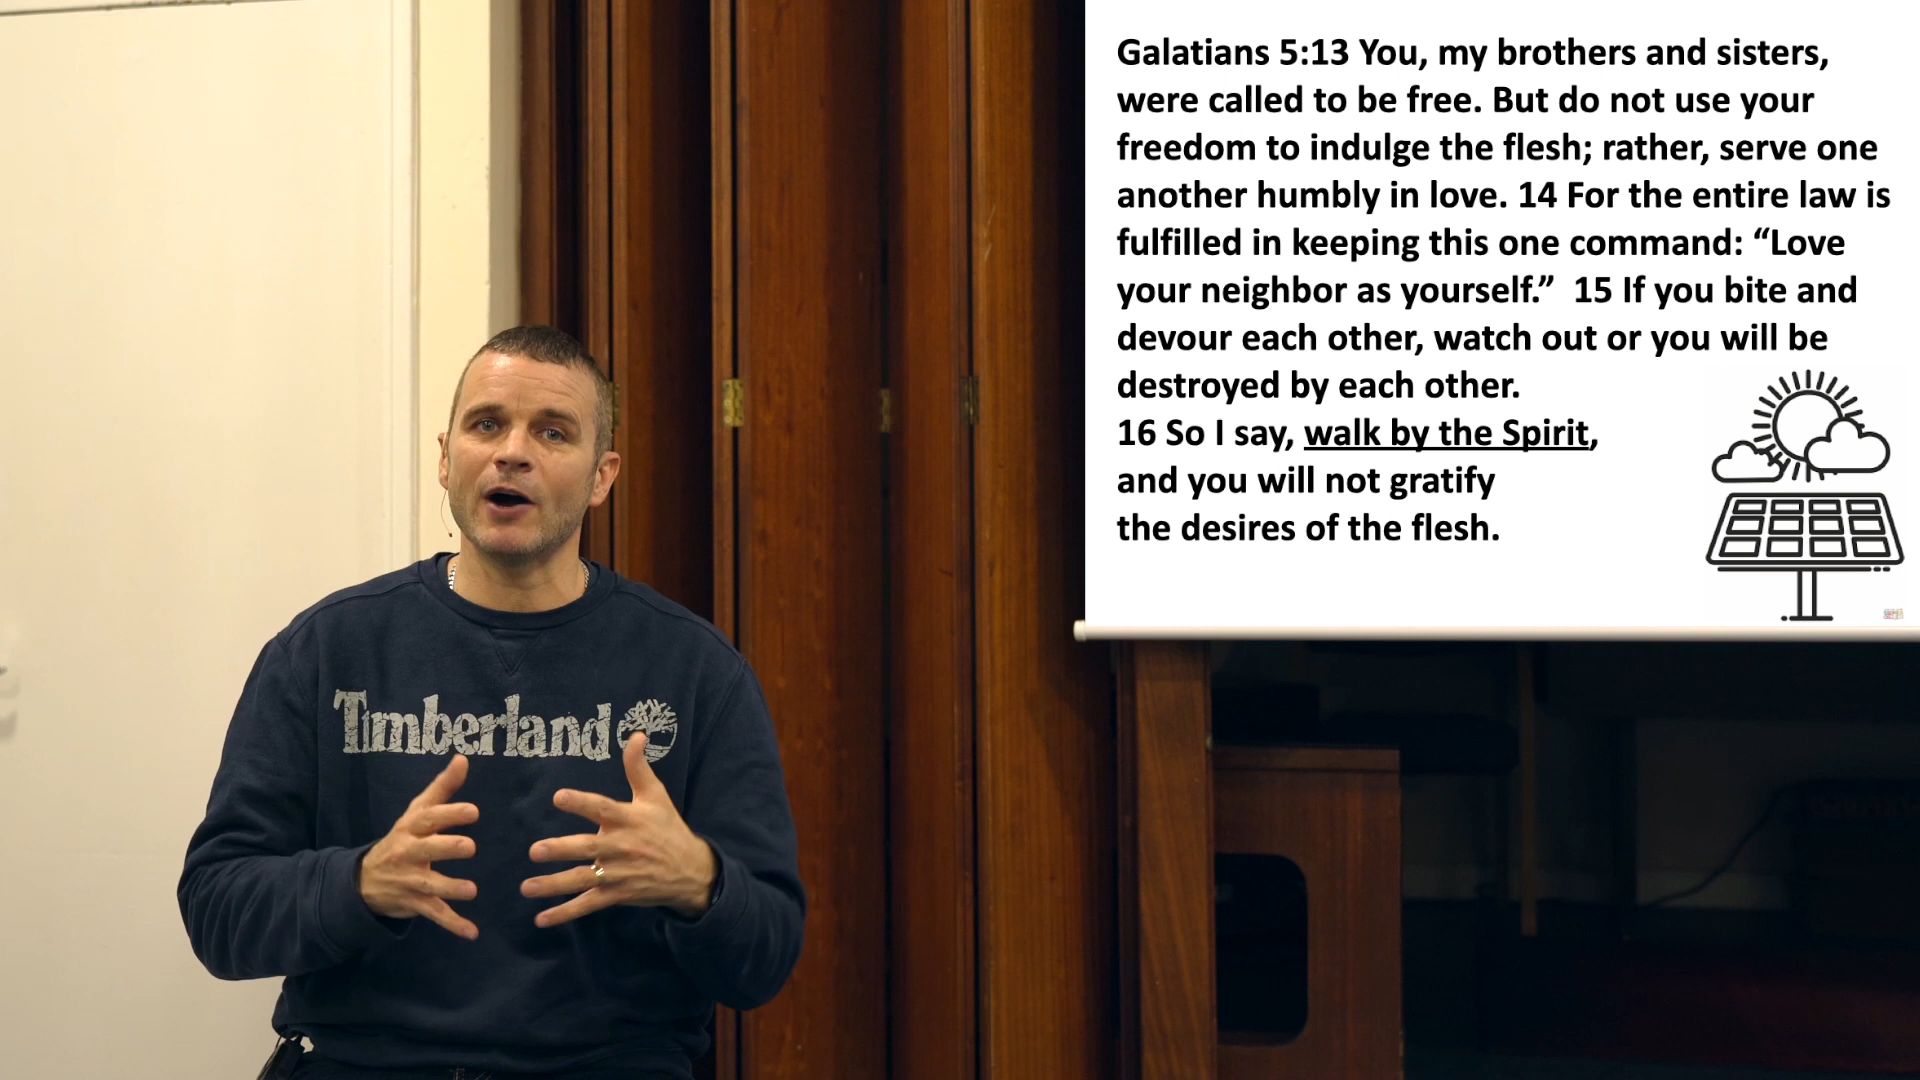 Galatians 5:13 You, my brothers and sisters,
were called to be free. But do not use your
freedom to indulge the flesh; rather, serve one
another humbly in love. 14 For the entire law is
fulfilled in keeping this one command: “Love
your neighbor as yourself.”  15 If you bite and
devour each other, watch out or you will be
destroyed by each other.
16 So I say, walk by the Spirit,
and you will not gratify
the desires of the flesh.
Timberland